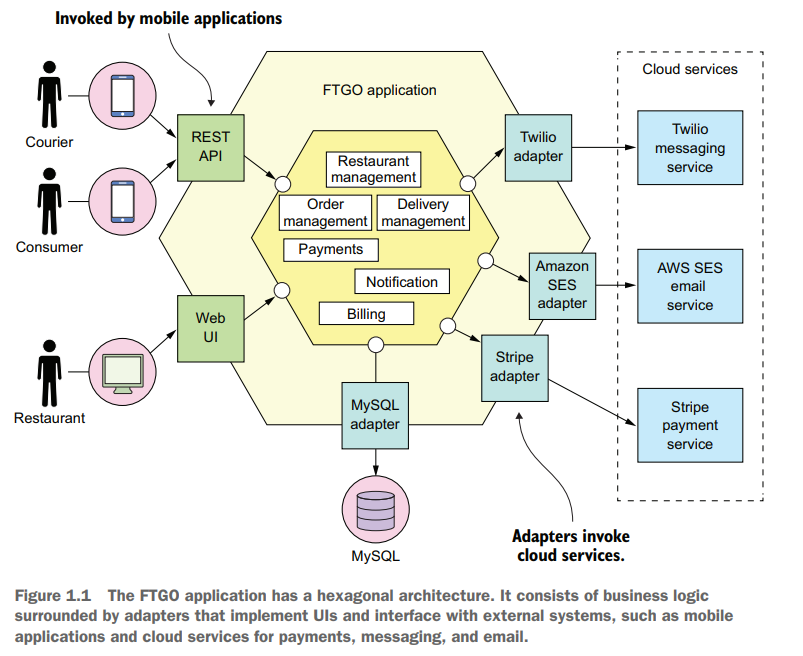 Invoked by mobile applications
Cloud services
FTGO application
Courier
REST
API
Twilio
adapter
Twilio
messaging
service
Restaurant
management
Order
management
Delivery
management
Consumer
Payments
Notification
Billing
Amazon
SES
adapter
AWS SES
email
service
Web
UI
Restaurant
Stripe
adapter
MySQL
adapter
Stripe
payment
service
MySQL
Adapters invoke
cloud services.
Figure 1.1 The FTGO application has a hexagonal architecture. It consists of business logic
surrounded by adapters that implement UIs and interface with external systems, such as mobile
applications and cloud services for payments, messaging, and email.